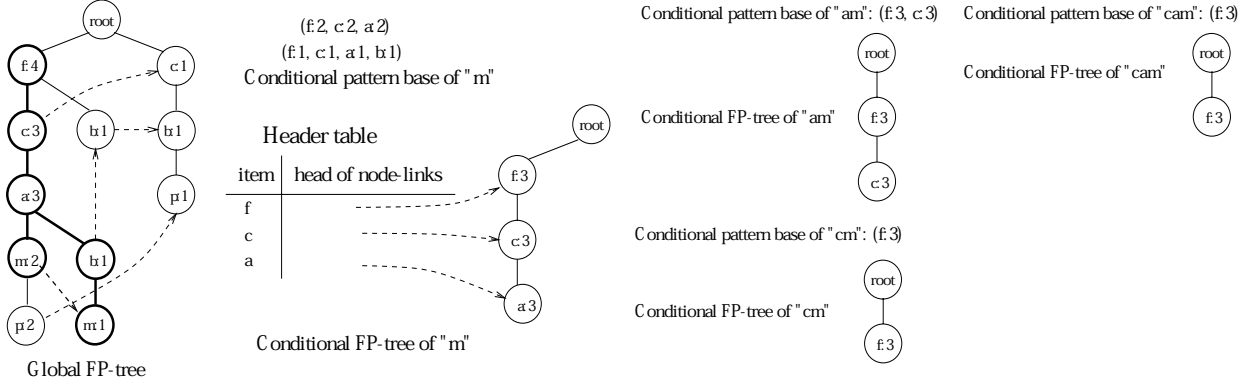 root
f:4
c:1
c:3
b:1
b:1
a:3
p:1
m:2
b:1
p:2
m:1
Global FP-tree
(f:2, c:2, a:2)
(f:1, c:1, a:1, b:1)
Conditional pattern base of "m"
Header table
item head of node-links
f
c
a
root
f:3
c:3
a:3
Conditional FP-tree of "m"
Conditional pattern base of "am": (f:3, c:3)
root
Conditional FP-tree of "am"
f:3
c:3
Conditional pattern base of "cm": (f:3)
root
Conditional FP-tree of "cm"
f:3
Conditional pattern base of "cam": (f:3)
root
Conditional FP-tree of "cam"
f:3